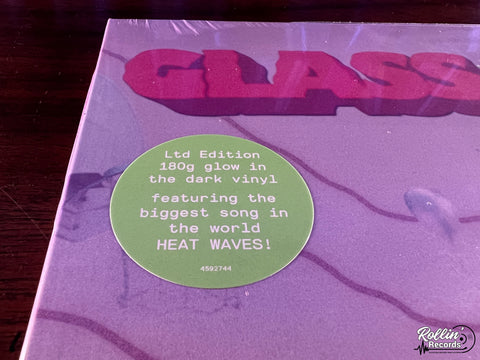 GLASS
Ltd Edition
180g glow in
the dark vinyl
featuring the
biggest song in
the world
HEAT WAVES!
4592744
Rollin'
Records